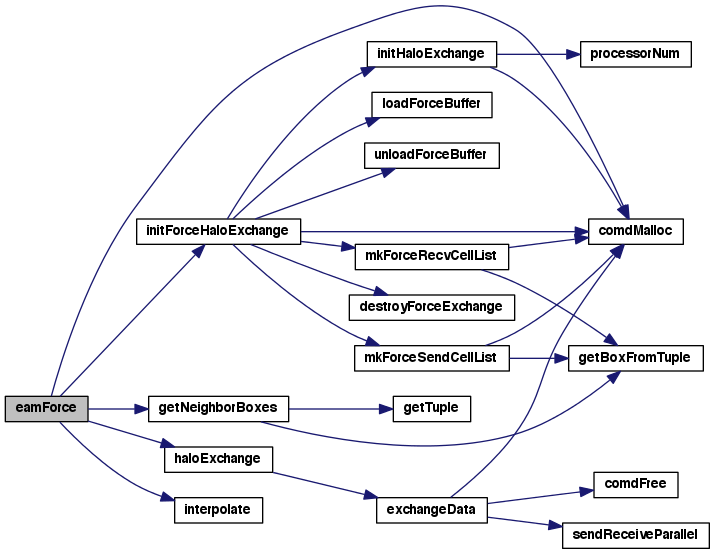 initHaloExchange
processorNum
loadForceBuffer
unloadForceBuffer
initForceHaloExchange
comdMalloc
mkForceRecvCellList
destroyForceExchange
mkForceSendCellList
getBoxFromTuple
eamForce
getNeighborBoxes
getTuple
haloExchange
comdFree
interpolate
exchangeData
sendReceiveParallel